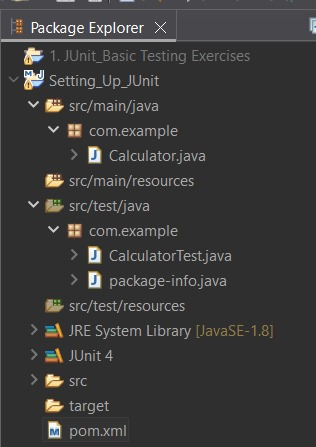 Package Explorer
1. JUnit_Basic Testing Exercises
Setting_Up_JUnit
src/main/java
com.example
Calculator.java
src/main/resources
src/test/java
com.example
CalculatorTest.java
package-info.java
src/test/resources
JRE System Library [JavaSE-1.8]
JUnit 4
src
target
pom.xml